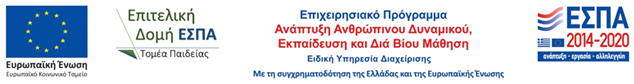 Ευρωπαϊκή Ένωση
Ευρωπαϊκό Κοινωνικό Ταμείο
Επιτελική
Δομή ΕΣΠΑ
Τομέα Παιδείας
Επιχειρησιακό Πρόγραμμα
Ανάπτυξη Ανθρώπινου Δυναμικού,
Εκπαίδευση και Διά Βίου Μάθηση
Ειδική Υπηρεσία Διαχείρισης
Με τη συγχρηματοδότηση της Ελλάδας και της Ευρωπαϊκής Ένωσης
ΕΣΠΑ
2014-2020
ανάπτυξη - εργασία - αλληλεγγύη